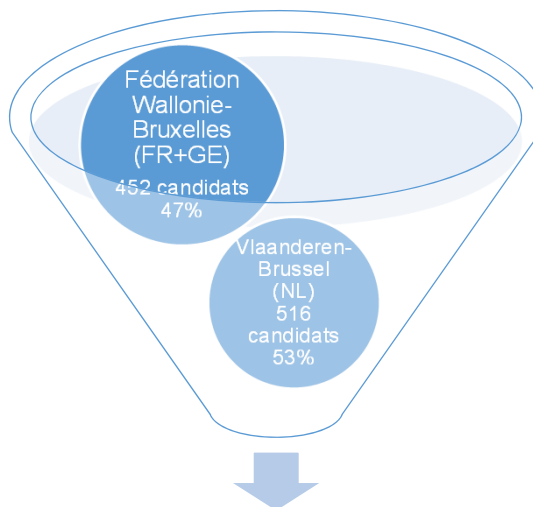 Fédération
Wallonie-
Bruxelles
(FR+GE)
452 candidats
47%
Vlaanderen-
Brussel
(NL)
516
candidats
53%